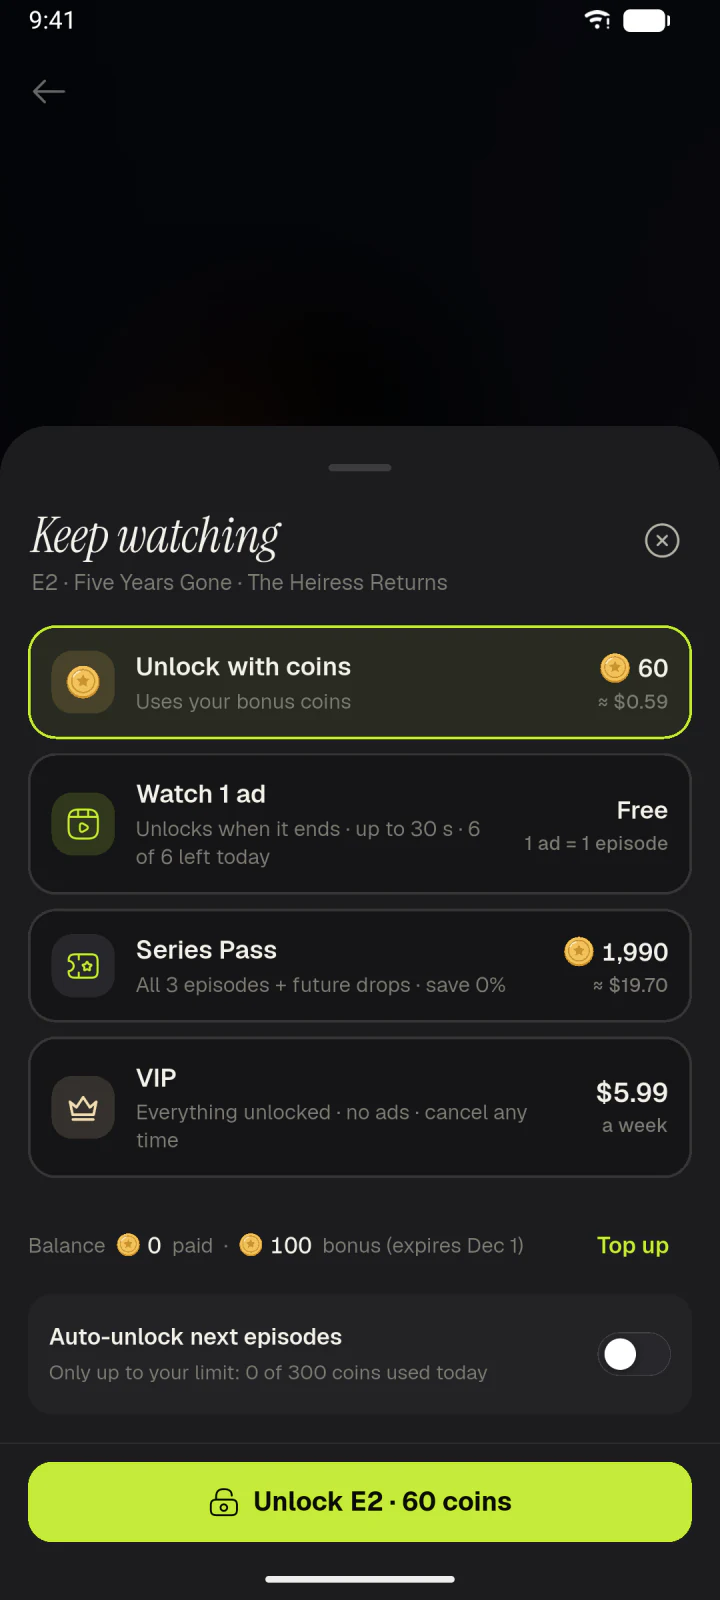 9:41
Keep watching
E2 · Five Years Gone · The Heiress Returns
Unlock with coins
60
Uses your bonus coins
≈ $0.59
Watch 1 ad
Free
Unlocks when it ends · up to 30 s · 6
of 6 left today
1 ad = 1 episode
Series Pass
1,990
All 3 episodes + future drops · save 0%
≈ $19.70
VIP
$5.99
Everything unlocked · no ads · cancel any
time
a week
Balance 0 paid · 100 bonus (expires Dec 1) Top up
Auto-unlock next episodes
Only up to your limit: 0 of 300 coins used today
Unlock E2 · 60 coins